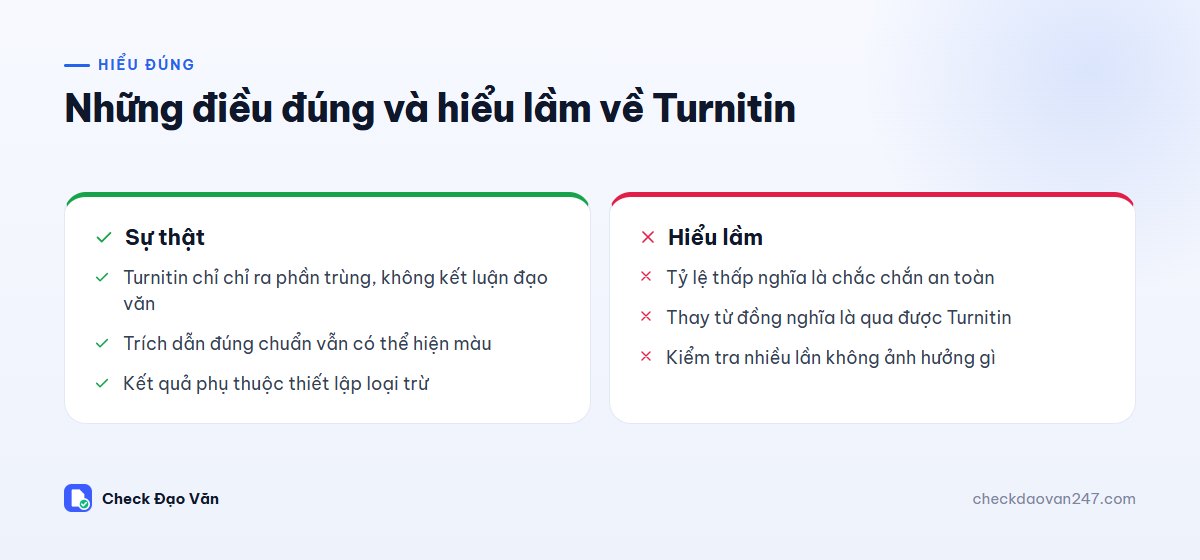 HIỂU ĐÚNG
Những điều đúng và hiểu lầm về Turnitin
Sự thật
Turnitin chỉ chỉ ra phần trùng, không kết luận đạo
văn
Trích dẫn đúng chuẩn vẫn có thể hiện màu
Kết quả phụ thuộc thiết lập loại trừ
Hiểu lầm
Tỷ lệ thấp nghĩa là chắc chắn an toàn
Thay từ đồng nghĩa là qua được Turnitin
Kiểm tra nhiều lần không ảnh hưởng gì
Check Đạo Văn
checkdaovan247.com